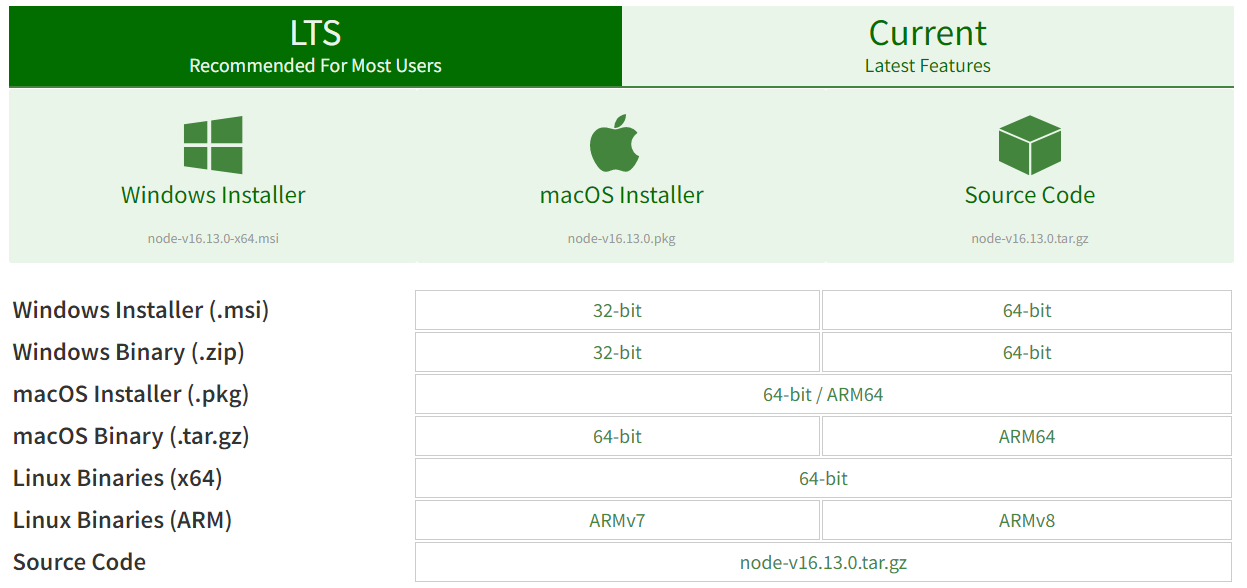 LTS
Recommended For Most Users
Current
Latest Features
Windows Installer
node-v16.13.0-x64.msi
macOS Installer
node-v16.13.0.pkg
Source Code
node-v16.13.0.tar.gz
Windows Installer (.msi) 32-bit 64-bit
Windows Binary (.zip) 32-bit 64-bit
macOS Installer (.pkg) 64-bit / ARM64
macOS Binary (.tar.gz) 64-bit ARM64
Linux Binaries (x64) 64-bit
Linux Binaries (ARM) ARMv7 ARMv8
Source Code node-v16.13.0.tar.gz